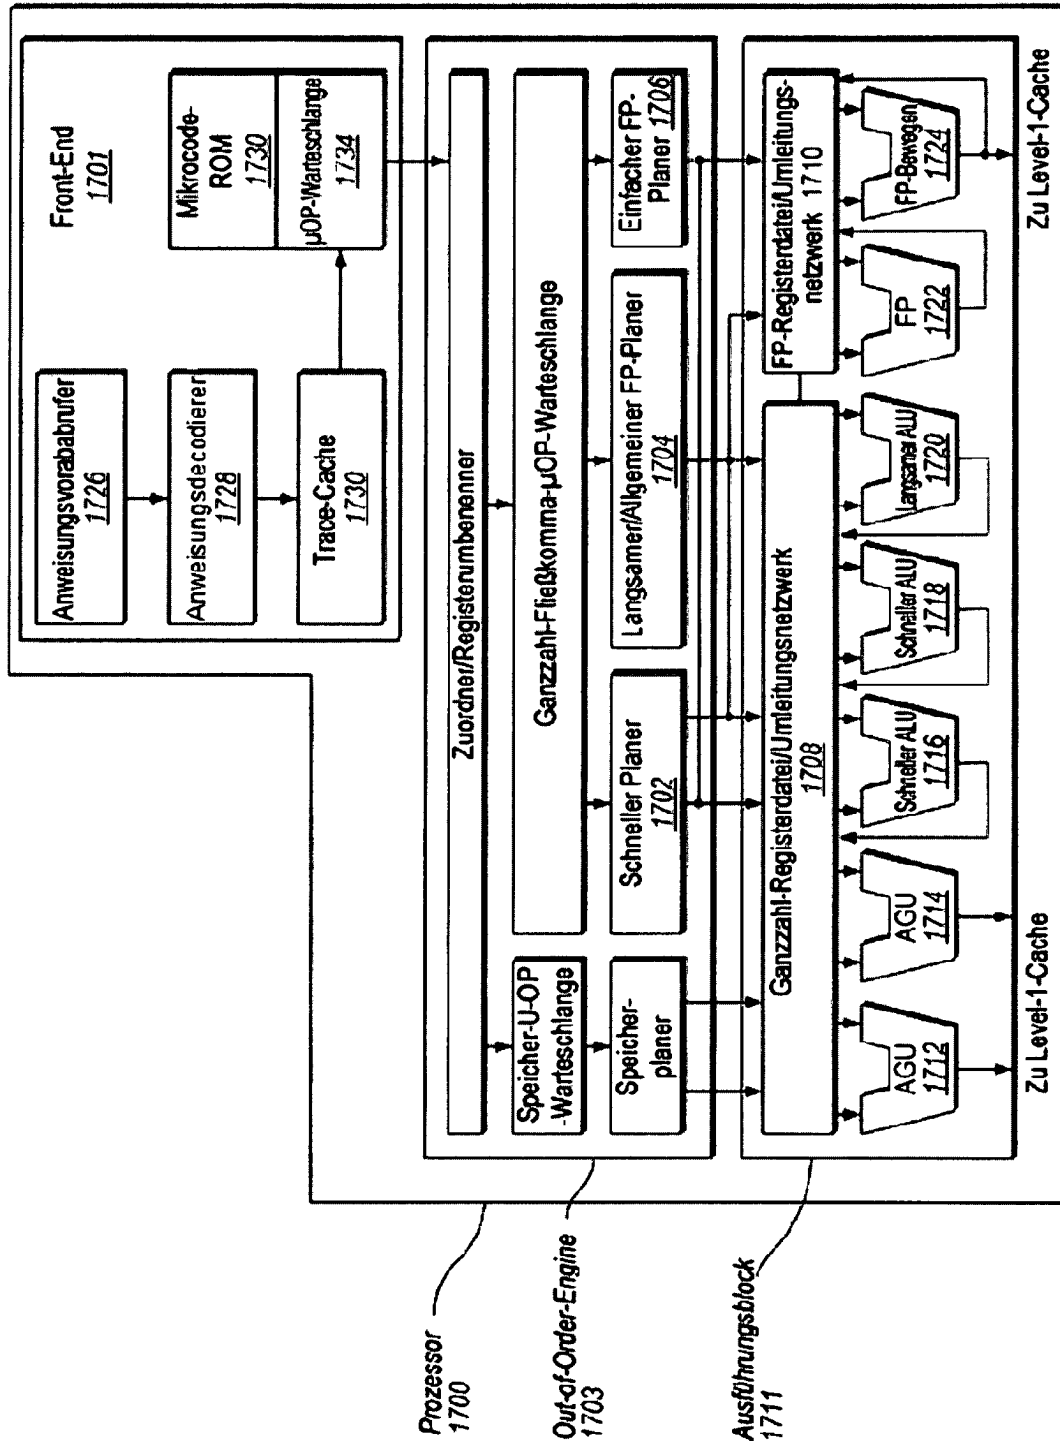 Prozessor
1700
Front-End
1701
Anweisungsvorababrufer
1726
Anweisungsdecodierer
1728
Trace-Cache
1730
Mikrocode-
ROM
1730
µOP-Warteschlange
1734
Out-of-Order-Engine
1703
Zuordner/Registerumbenenner
Speicher-U-OP
-Warteschlange
Ganzzahl-Fließkomma-µOP-Warteschlange
Speicher-
planer
Schneller Planer
1702
Langsamer/Allgemeiner FP-Planer
1704
Einfacher FP-
Planer 1706
Ausführungsblock
1711
Ganzzahl-Registerdatei/Umleitungsnetzwerk
1708
FP-Registerdatei/Umleitungs-
netzwerk 1710
AGU
1712
AGU
1714
Schneller ALU
1716
Schneller ALU
1718
Langsamer ALU
1720
FP
1722
FP-Bewegen
1724
Zu Level-1-Cache
Zu Level-1-Cache